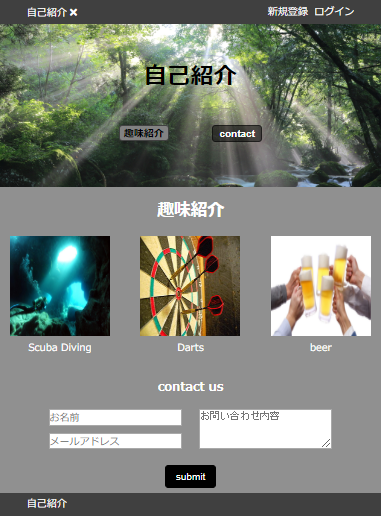 自己紹介 ×
新規登録 ログイン
自己紹介
趣味紹介 contact
趣味紹介
Scuba Diving Darts beer
contact us
お名前
お問い合わせ内容
メールアドレス
submit
自己紹介